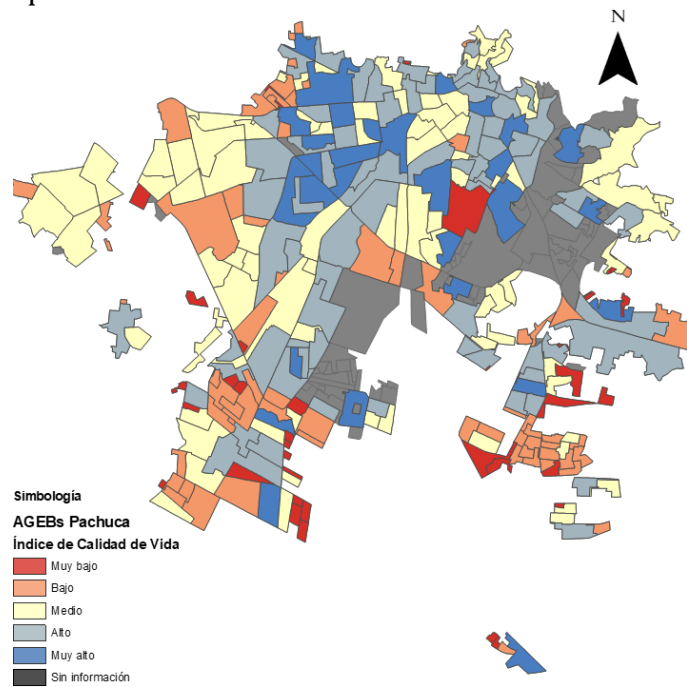 N
Simbología
AGEBs Pachuca
Índice de Calidad de Vida
Muy bajo
Bajo
Medio
Alto
Muy alto
Sin información